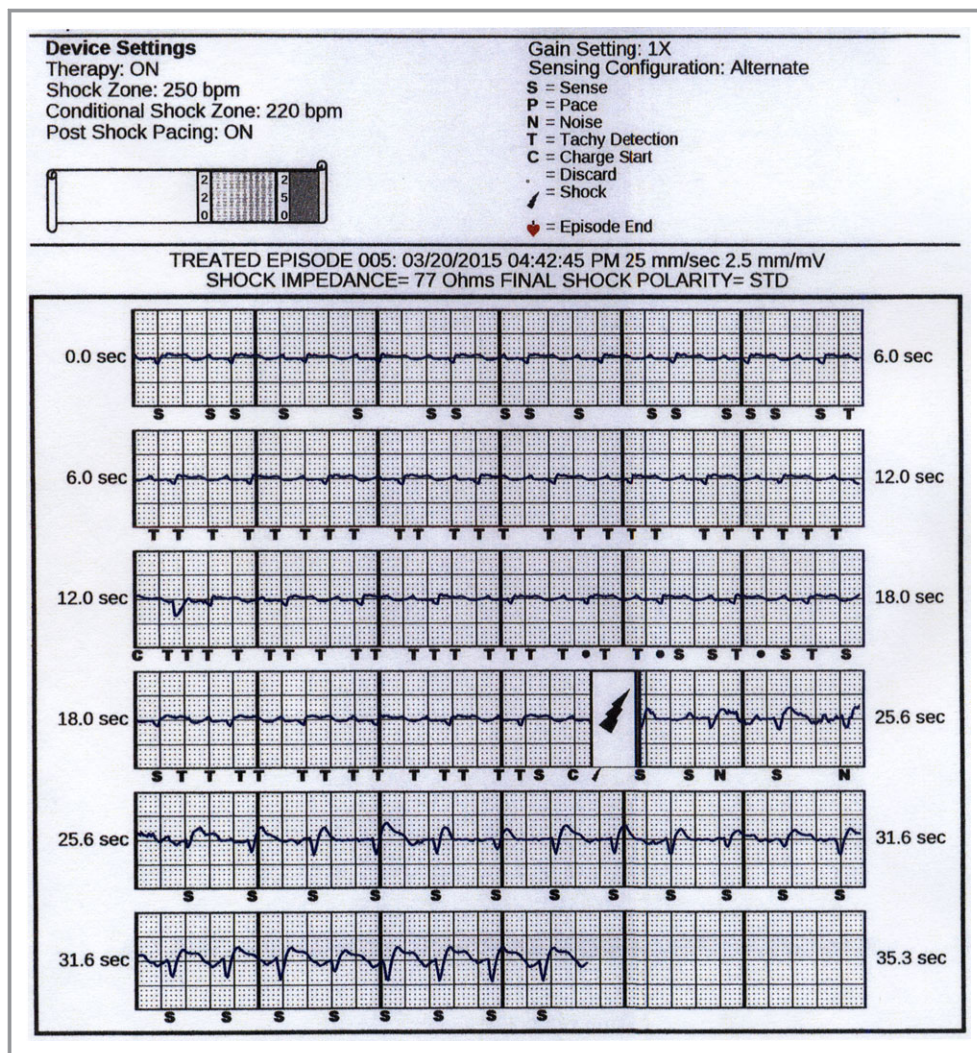 Device Settings
Therapy: ON
Shock Zone: 250 bpm
Conditional Shock Zone: 220 bpm
Post Shock Pacing: ON
220
250
Gain Setting: 1X
Sensing Configuration: Alternate
S = Sense
P = Pace
N = Noise
T = Tachy Detection
C = Charge Start
. = Discard
= Shock
= Episode End
TREATED EPISODE 005: 03/20/2015 04:42:45 PM 25 mm/sec 2.5 mm/mV
SHOCK IMPEDANCE= 77 Ohms FINAL SHOCK POLARITY= STD
0.0 sec 6.0 sec
S S S S S S S S S S S S S S S S T
6.0 sec 12.0 sec
T T T T T T T T T T T T T T T T T T T T T T T T
12.0 sec 18.0 sec
C T T T T T T T T T T T T T T T T • T T • S S T • S T S
18.0 sec 25.6 sec
S T T T T T T T T T T T T T S C S S N S N
25.6 sec 31.6 sec
S S S S S S S S S S S S
31.6 sec 35.3 sec
S S S S S S S S